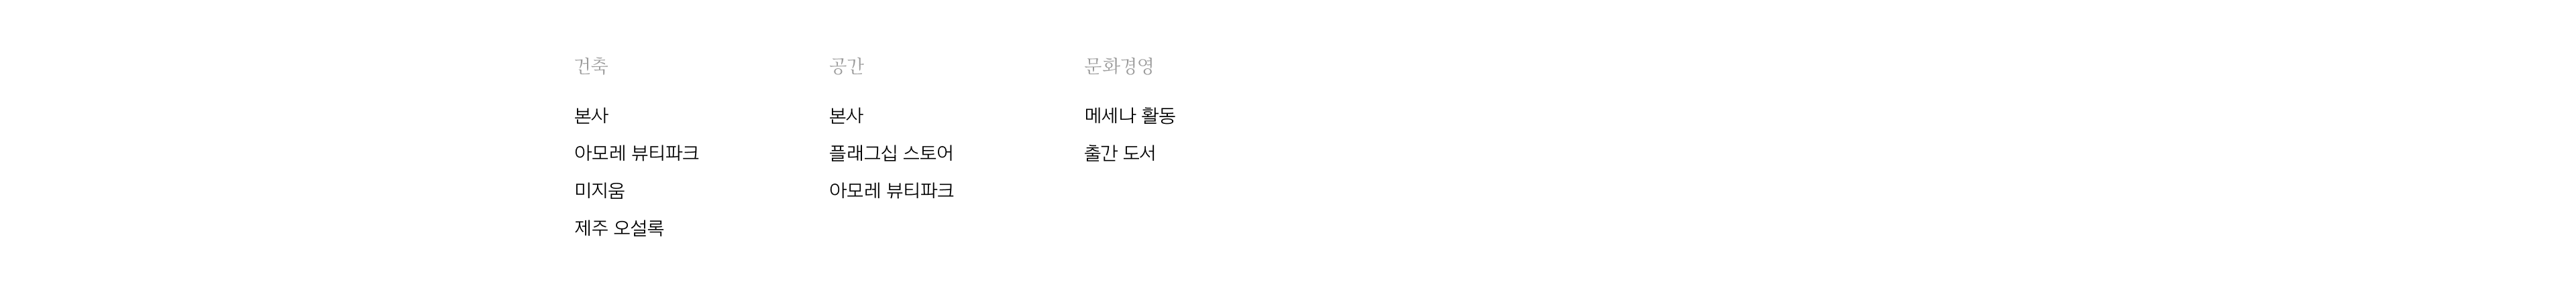 건축
본사
아모레 뷰티파크
미지움
제주 오설록
공간
본사
플래그십 스토어
아모레 뷰티파크
문화경영
메세나 활동
출간 도서